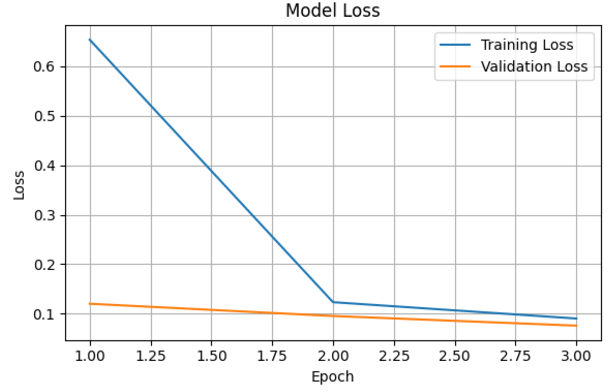 Model Loss
Training Loss
Validation Loss
Loss
0.6
0.5
0.4
0.3
0.2
0.1
1.00 1.25 1.50 1.75 2.00 2.25 2.50 2.75 3.00
Epoch